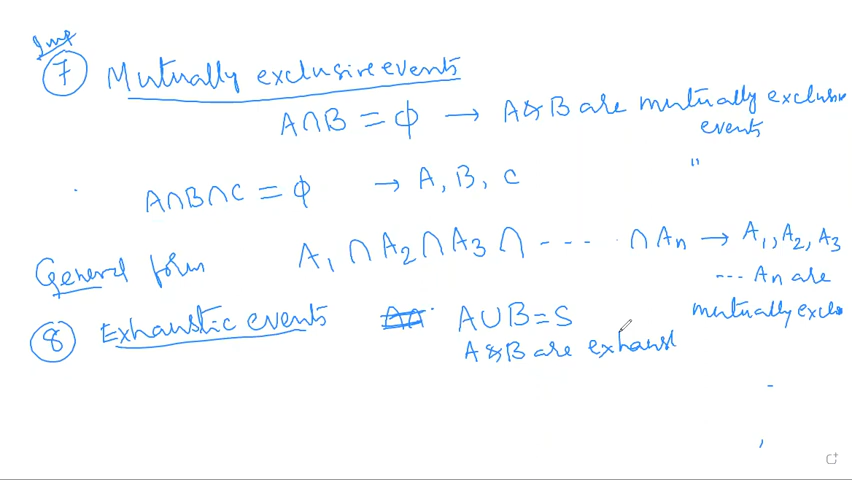 Imp
7 Mutually exclusive events
A∩B = ϕ → A & B are mutually exclusive
events
A∩B∩C = ϕ → A, B, C "
General form A₁ ∩ A₂ ∩ A₃ ∩ --- ∩ Aₙ → A₁, A₂, A₃
--- Aₙ are
mutually exclu
8 Exhaustic events A∪B = S
A & B are exhaust